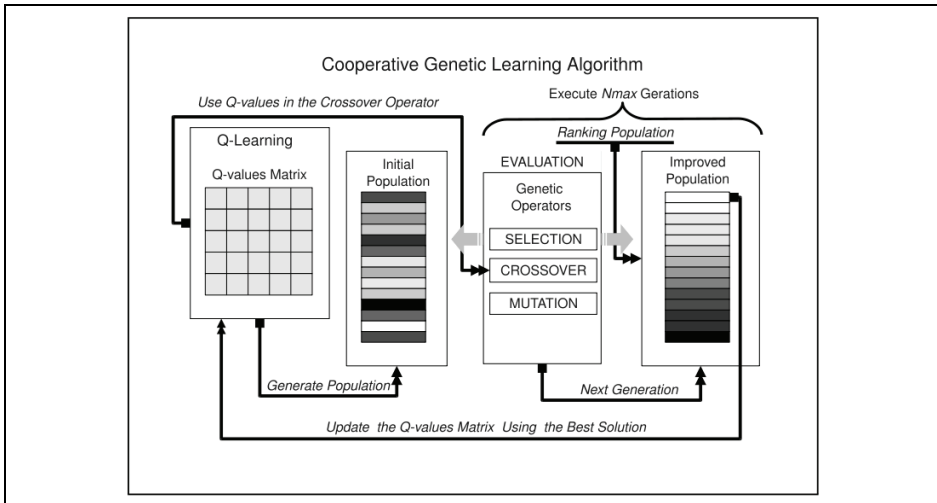 Cooperative Genetic Learning Algorithm
Use Q-values in the Crossover Operator
Execute Nmax Gerations
Ranking Population
Q-Learning
Q-values Matrix
Initial
Population
EVALUATION
Genetic
Operators
SELECTION
CROSSOVER
MUTATION
Improved
Population
Generate Population
Next Generation
Update the Q-values Matrix Using the Best Solution